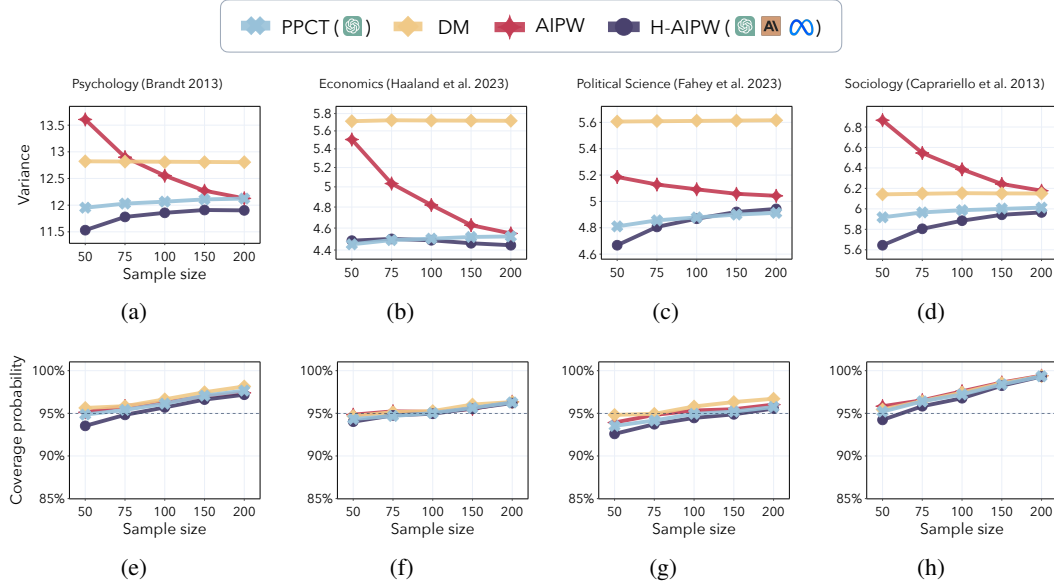 PPCT ( ) DM AIPW H-AIPW ( A\ )
Psychology (Brandt 2013) Economics (Haaland et al. 2023) Political Science (Fahey et al. 2023) Sociology (Caprariello et al. 2013)
Variance
13.5
13
12.5
12
11.5
50 75 100 150 200
Sample size
5.8
5.6
5.4
5.2
5
4.8
4.6
4.4
50 75 100 150 200
5.6
5.4
5.2
5
4.8
4.6
50 75 100 150 200
6.8
6.6
6.4
6.2
6
5.8
5.6
50 75 100 150 200
(a) (b) (c) (d)
Coverage probability
100%
95%
90%
85%
50 75 100 150 200
Sample size
100%
95%
90%
85%
50 75 100 150 200
Sample size
100%
95%
90%
85%
50 75 100 150 200
Sample size
100%
95%
90%
85%
50 75 100 150 200
Sample size
(e) (f) (g) (h)